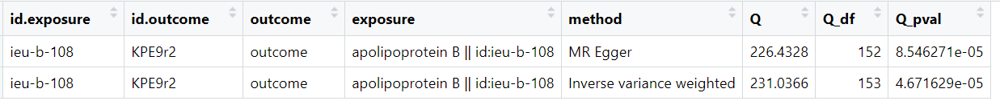 id.exposure id.outcome outcome exposure method Q Q_df Q_pval
ieu-b-108 KPE9r2 outcome apolipoprotein B || id:ieu-b-108 MR Egger 226.4328 152 8.546271e-05
ieu-b-108 KPE9r2 outcome apolipoprotein B || id:ieu-b-108 Inverse variance weighted 231.0366 153 4.671629e-05